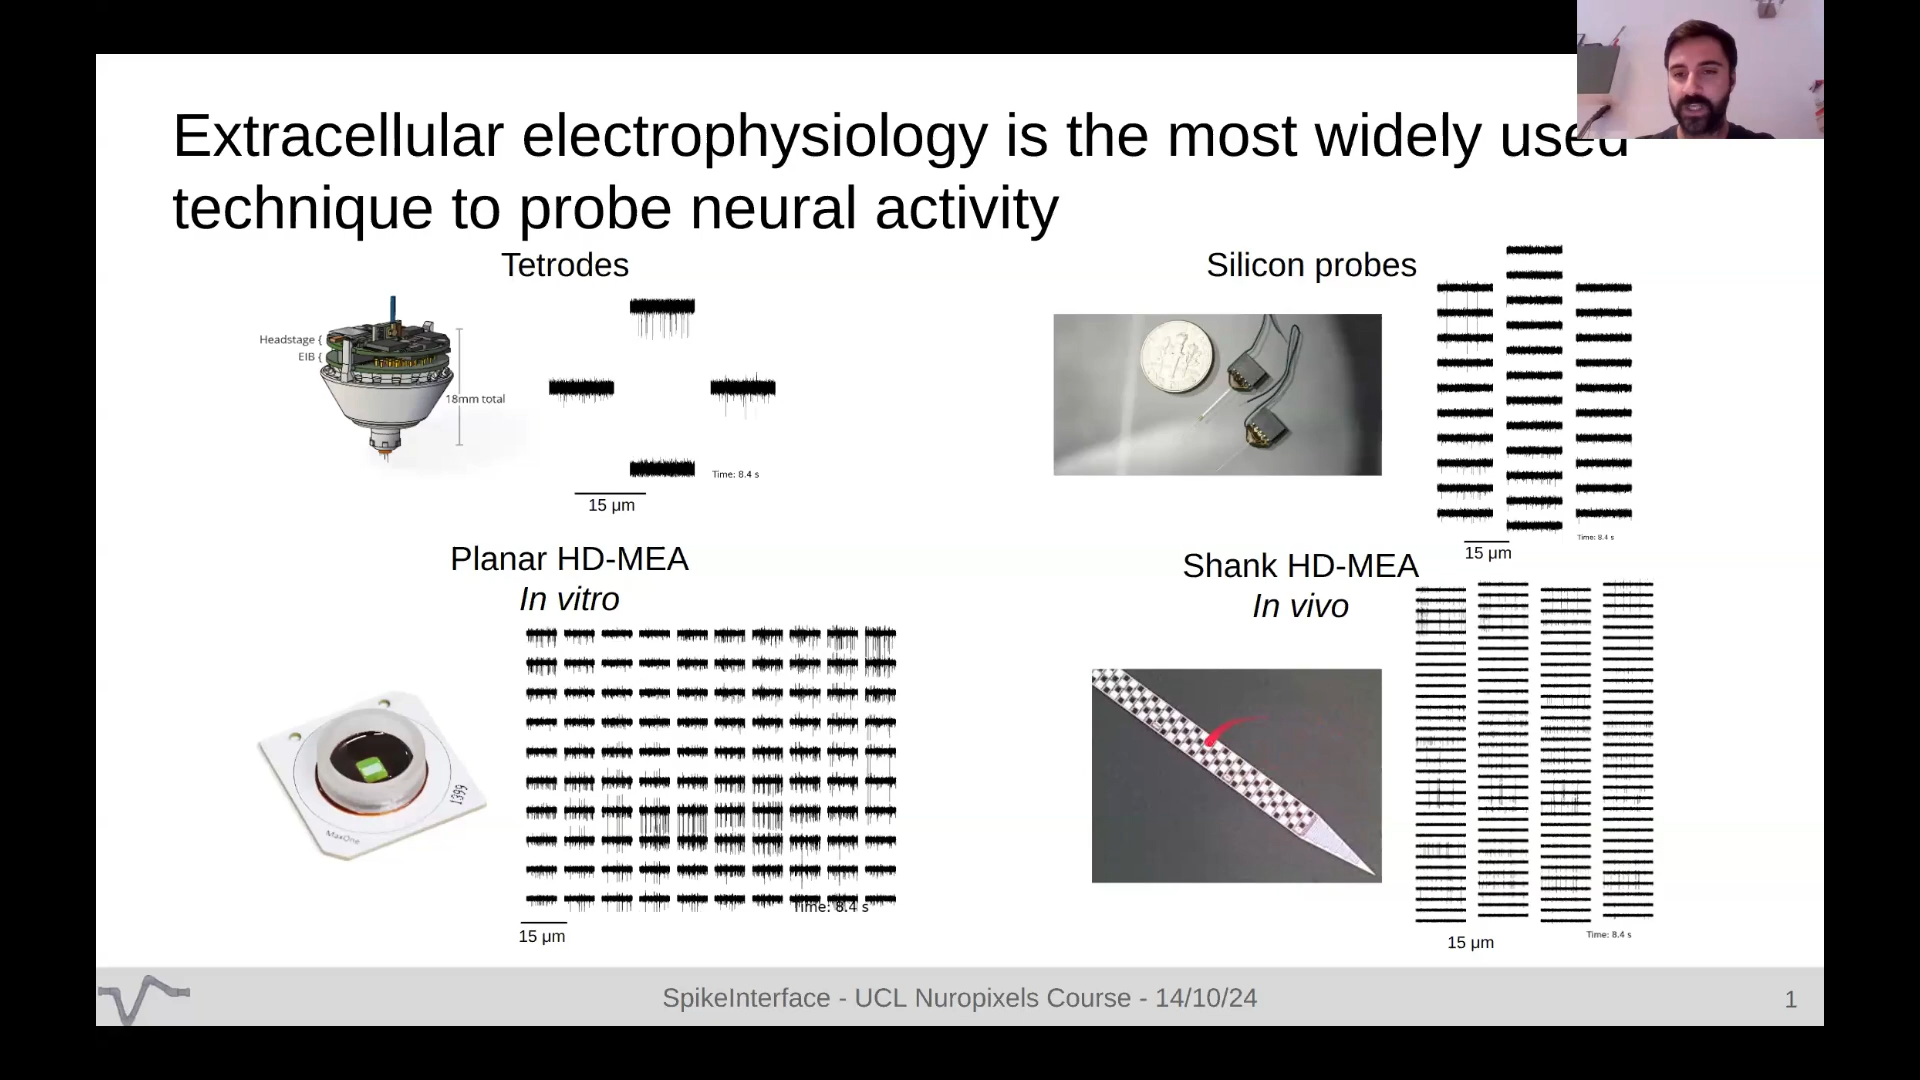 Extracellular electrophysiology is the most widely used
technique to probe neural activity
Tetrodes
Headstage {
EIB {
18mm total
Time: 8.4 s
15 µm
Silicon probes
Time: 8.4 s
15 µm
Planar HD-MEA
In vitro
1399
MaxOne
Time: 8.4 s
15 µm
Shank HD-MEA
In vivo
Time: 8.4 s
15 µm
SpikeInterface - UCL Nuropixels Course - 14/10/24
1